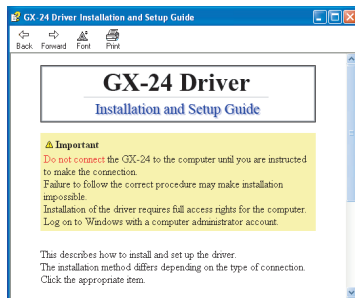 GX-24 Driver Installation and Setup Guide
Back Forward Font Print
GX-24 Driver
Installation and Setup Guide
Important
Do not connect the GX-24 to the computer until you are instructed
to make the connection.
Failure to follow the correct procedure may make installation
impossible.
Installation of the driver requires full access rights for the computer.
Log on to Windows with a computer administrator account.
This describes how to install and set up the driver.
The installation method differs depending on the type of connection.
Click the appropriate item.